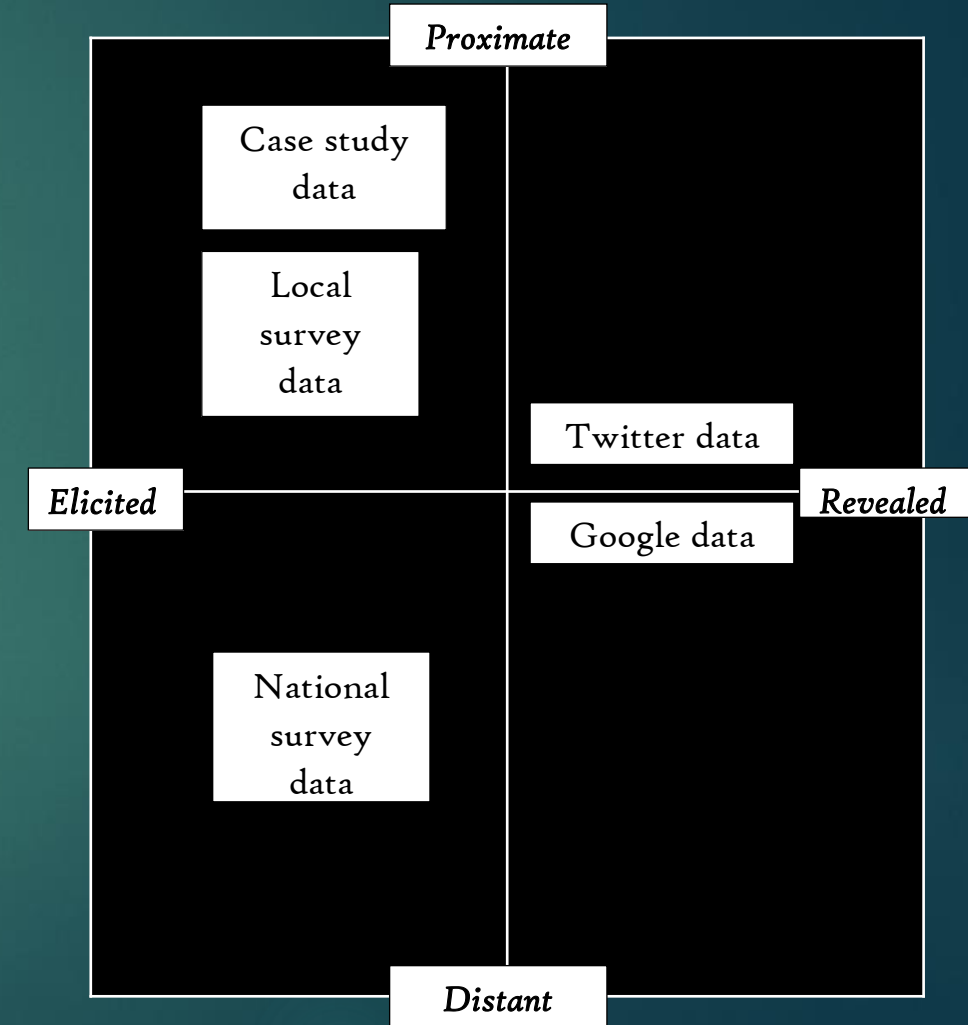 Proximate
Case study
data
Local
survey
data
Twitter data
Elicited
Revealed
Google data
National
survey
data
Distant